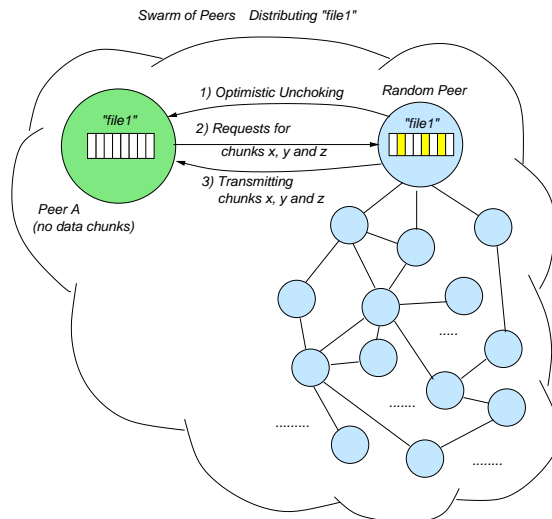 Swarm of Peers Distributing "file1"
1) Optimistic Unchoking
Random Peer
"file1"
"file1"
2) Requests for
chunks x, y and z
3) Transmitting
chunks x, y and z
Peer A
(no data chunks)
.....
.......
.........
........